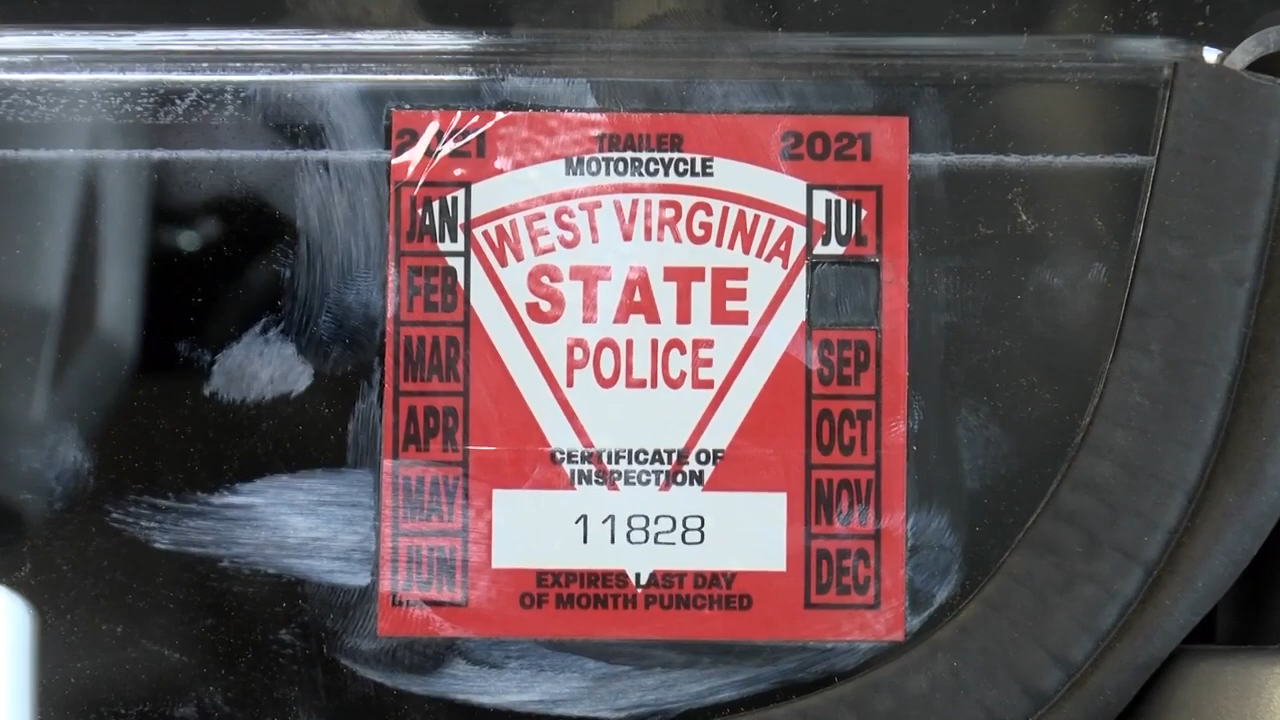 2021 TRAILER 2021
MOTORCYCLE
JAN
FEB
MAR
APR
MAY
JUN
WEST VIRGINIA
STATE
POLICE
CERTIFICATE OF
INSPECTION
11828
EXPIRES LAST DAY
OF MONTH PUNCHED
JUL
SEP
OCT
NOV
DEC